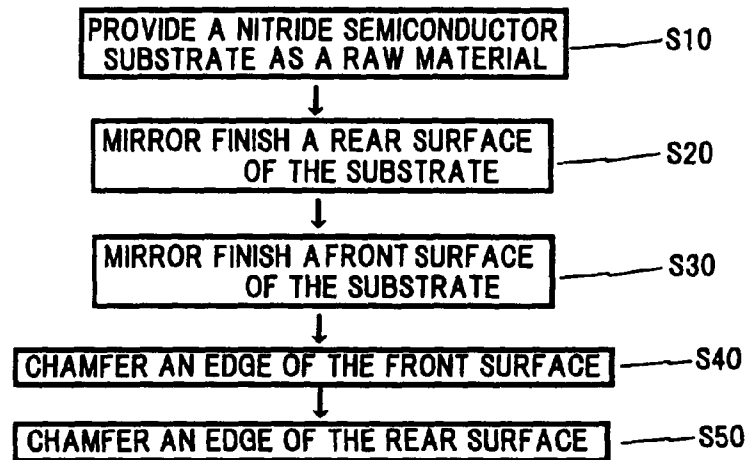 PROVIDE A NITRIDE SEMICONDUCTOR
SUBSTRATE AS A RAW MATERIAL
S10
MIRROR FINISH A REAR SURFACE
OF THE SUBSTRATE
S20
MIRROR FINISH A FRONT SURFACE
OF THE SUBSTRATE
S30
CHAMFER AN EDGE OF THE FRONT SURFACE
S40
CHAMFER AN EDGE OF THE REAR SURFACE
S50